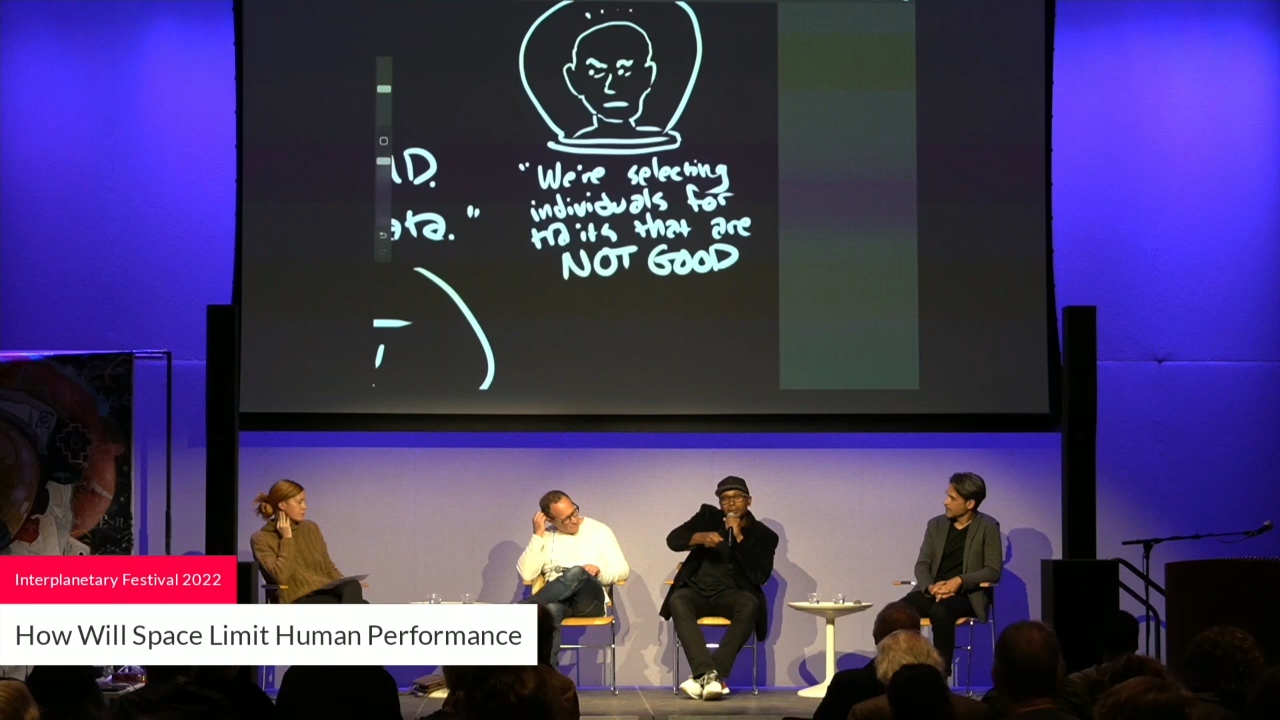 "We're selecting
individuals for
traits that are
NOT GOOD
Interplanetary Festival 2022
How Will Space Limit Human Performance